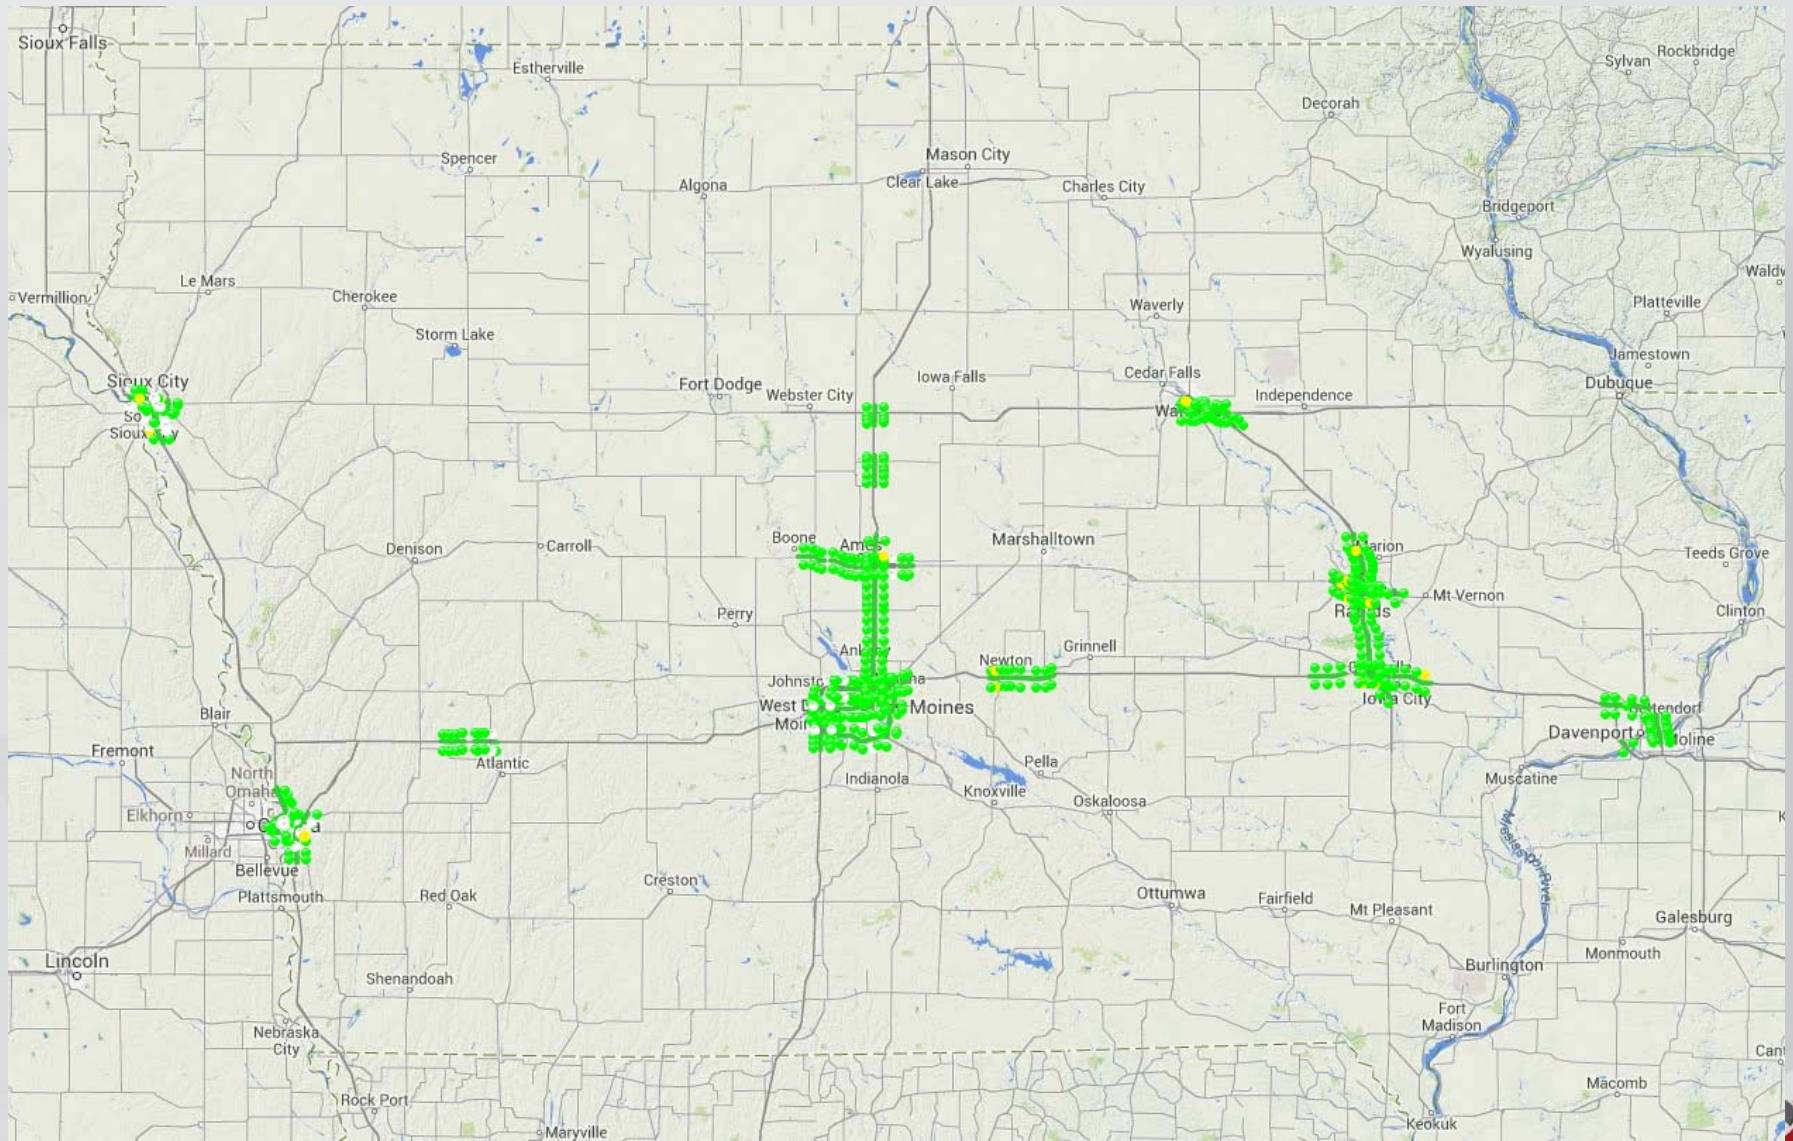 Sioux Falls
Estherville
Rockbridge
Sylvan
Decorah
Mason City
Spencer
Algona
Clear Lake
Charles City
Bridgeport
Wyalusing
Le Mars
Vermillion
Cherokee
Storm Lake
Waverly
Platteville
Jamestown
Sioux City
Fort Dodge
Webster City
Iowa Falls
Cedar Falls
Independence
Dubuque
Boone
Marshalltown
Denison
Carroll
Teeds Grove
Mt Vernon
Clinton
Perry
Newton
Grinnell
Moines
Iowa City
Blair
Davenport
Fremont
Atlantic
Muscatine
North
Omaha
Indianola
Pella
Knoxville
Oskaloosa
Elkhorn
Millard
Bellevue
Plattsmouth
Red Oak
Creston
Ottumwa
Fairfield
Mt Pleasant
Galesburg
Monmouth
Mississippi River
Lincoln
Shenandoah
Burlington
Fort
Madison
Nebraska
City
Rock Port
Macomb
Maryville
Keokuk